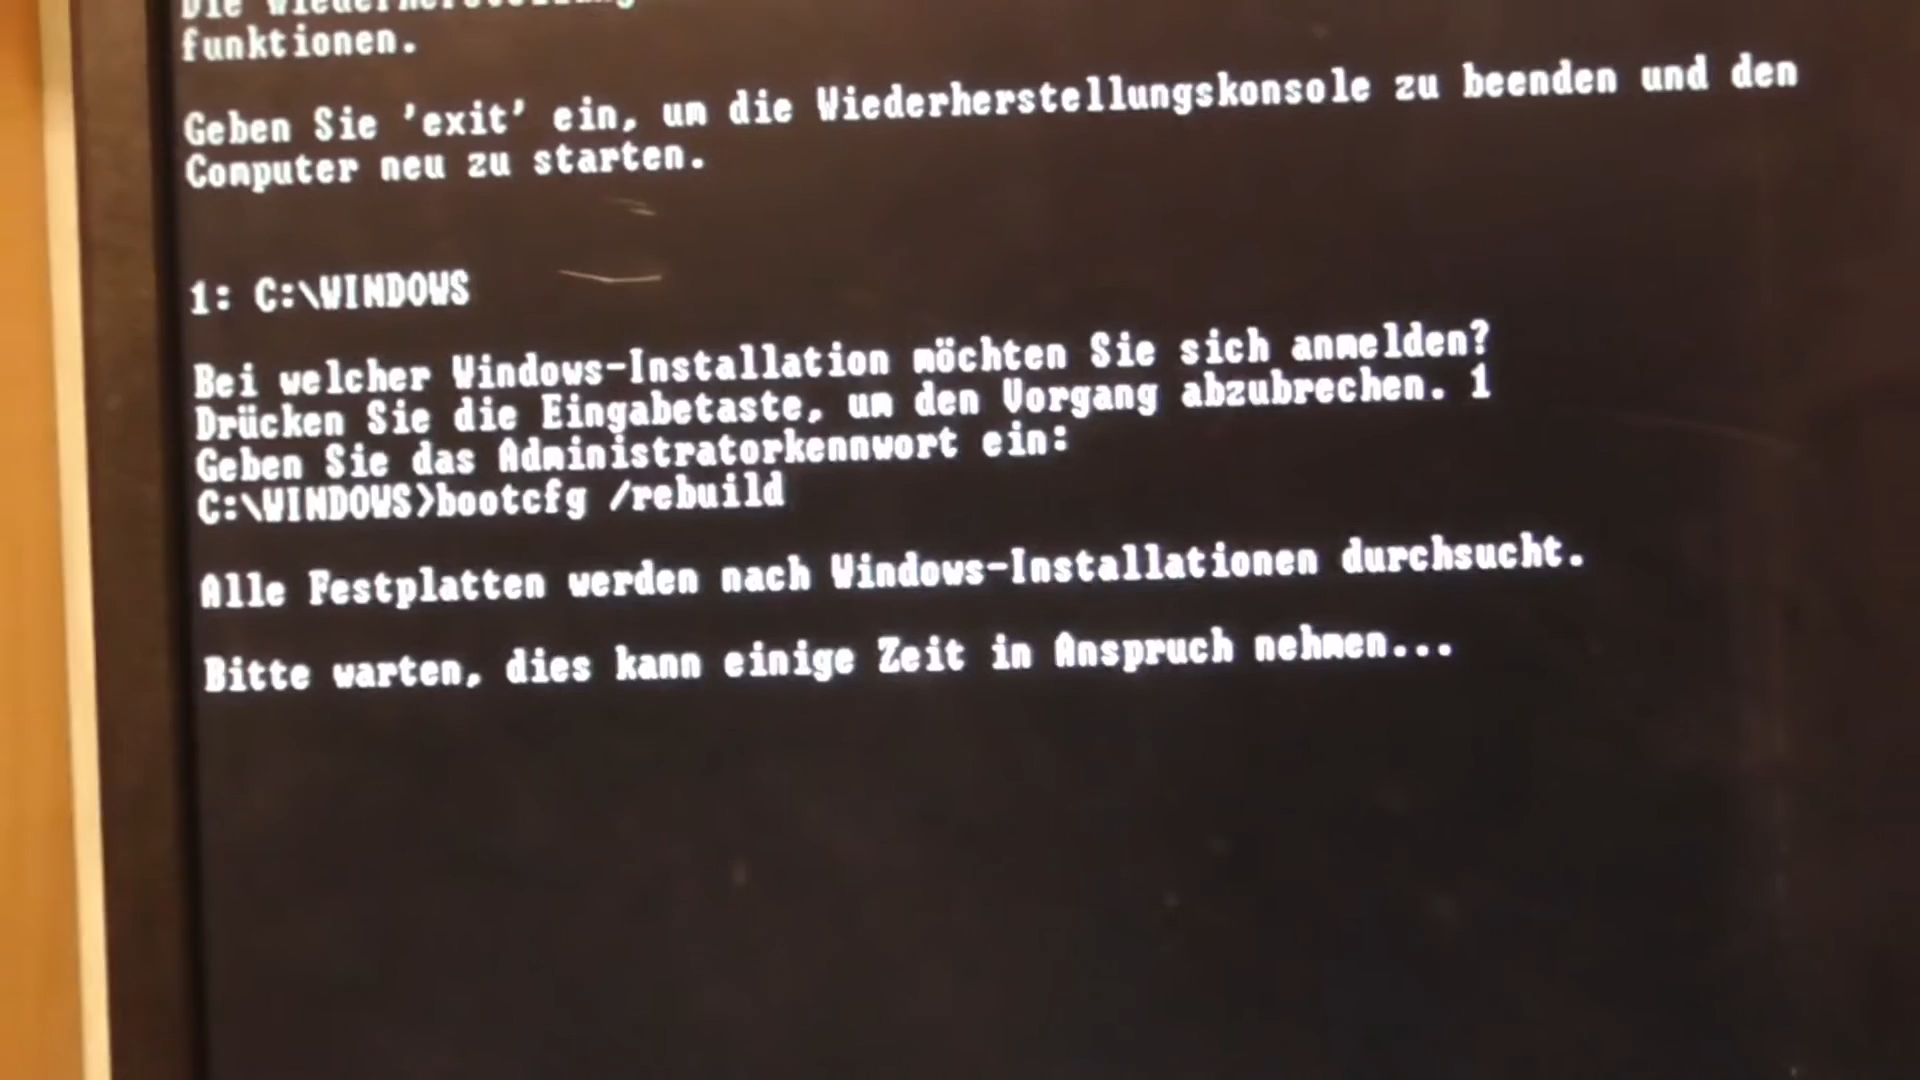 Die Wiederherstellung
funktionen.
Geben Sie 'exit' ein, um die Wiederherstellungskonsole zu beenden und den
Computer neu zu starten.
1: C:\WINDOWS
Bei welcher Windows-Installation möchten Sie sich anmelden?
Drücken Sie die Eingabetaste, um den Vorgang abzubrechen. 1
Geben Sie das Administratorkennwort ein:
C:\WINDOWS>bootcfg /rebuild
Alle Festplatten werden nach Windows-Installationen durchsucht.
Bitte warten, dies kann einige Zeit in Anspruch nehmen...